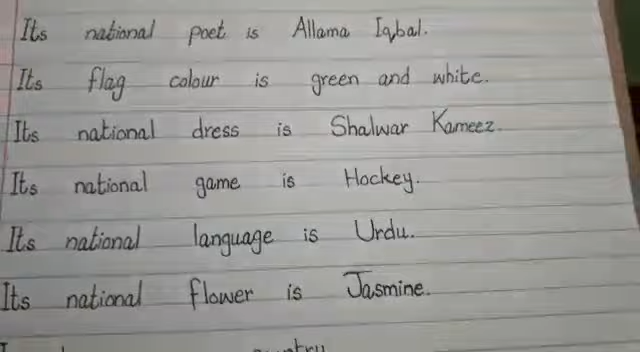 Its national poet is Allama Iqbal.
Its flag colour is green and white.
Its national dress is Shalwar Kameez.
Its national game is Hockey.
Its national language is Urdu.
Its national flower is Jasmine.
country